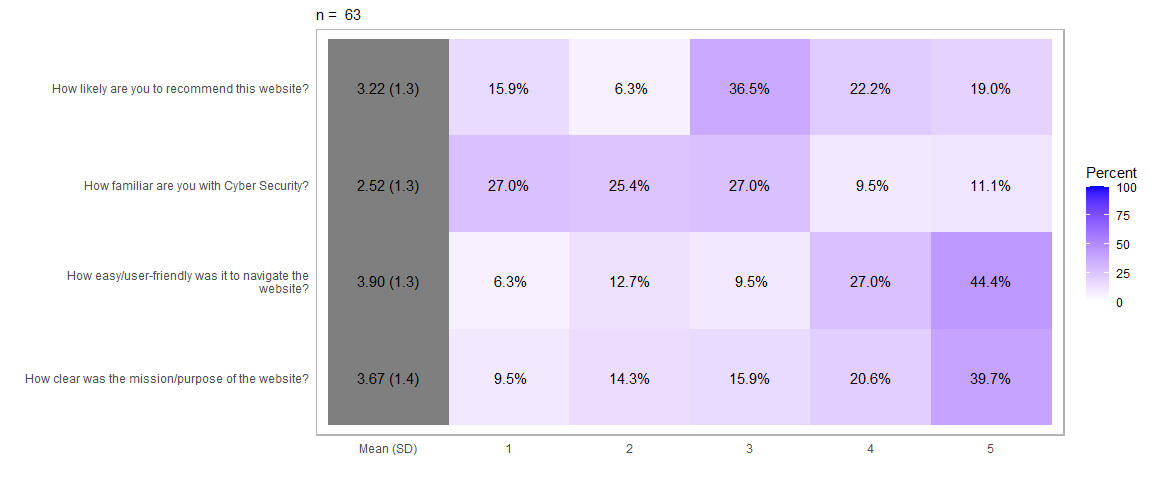 n = 63
How likely are you to recommend this website? 3.22 (1.3) 15.9% 6.3% 36.5% 22.2% 19.0%
How familiar are you with Cyber Security? 2.52 (1.3) 27.0% 25.4% 27.0% 9.5% 11.1%
How easy/user-friendly was it to navigate the
website? 3.90 (1.3) 6.3% 12.7% 9.5% 27.0% 44.4%
How clear was the mission/purpose of the website? 3.67 (1.4) 9.5% 14.3% 15.9% 20.6% 39.7%
Mean (SD) 1 2 3 4 5
Percent
100
75
50
25
0